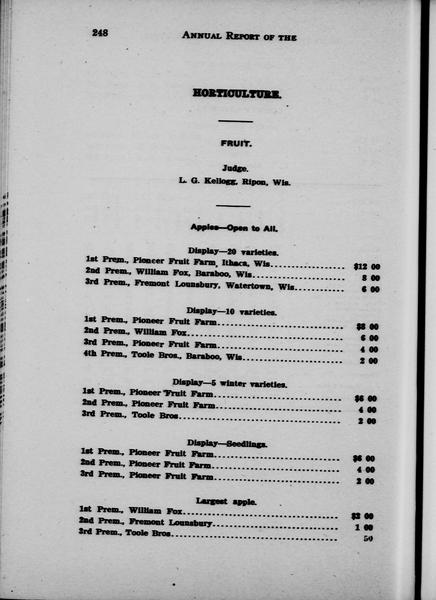 248 ANNUAL REPORT OF THE
HORTICULTURE.
FRUIT.
Judge.
L. G. Kellogg, Ripon, Wis.
Apples—Open to All.
Display—20 varieties.
1st Prem., Pioneer Fruit Farm, Ithaca, Wis.................... $12 00
2nd Prem., William Fox, Baraboo, Wis......................... 8 00
3rd Prem., Fremont Lounsbury, Watertown, Wis................ 6 00
Display—10 varieties.
1st Prem., Pioneer Fruit Farm.................................. $8 00
2nd Prem., William Fox........................................ 6 00
3rd Prem., Pioneer Fruit Farm................................. 4 00
4th Prem., Toole Bros., Baraboo, Wis.......................... 2 00
Display—5 winter varieties.
1st Prem., Pioneer Fruit Farm.................................. $6 00
2nd Prem., Pioneer Fruit Farm................................. 4 00
3rd Prem., Toole Bros......................................... 2 00
Display—Seedlings.
1st Prem., Pioneer Fruit Farm.................................. $6 00
2nd Prem., Pioneer Fruit Farm................................. 4 00
3rd Prem., Pioneer Fruit Farm................................. 2 00
Largest apple.
1st Prem., William Fox........................................ $2 00
2nd Prem., Fremont Lounsbury................................. 1 00
3rd Prem., Toole Bros......................................... 50